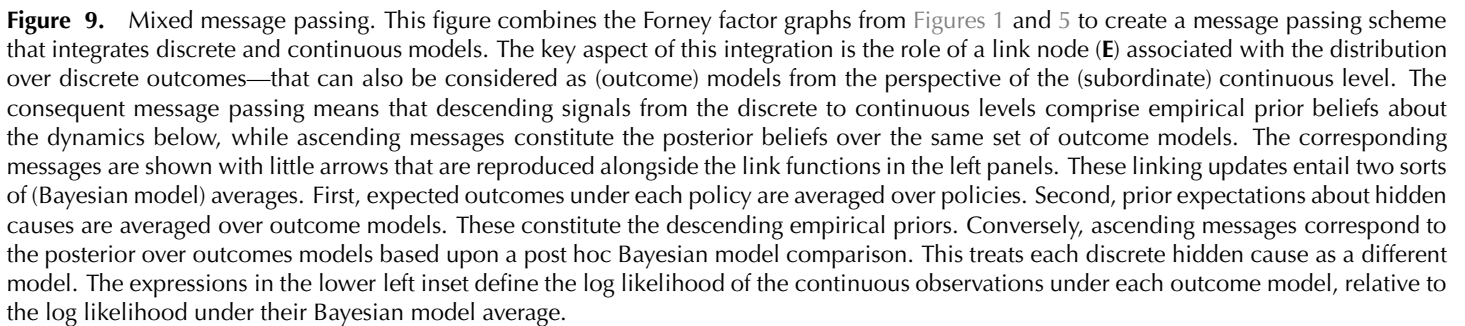 Figure 9. Mixed message passing. This figure combines the Forney factor graphs from Figures 1 and 5 to create a message passing scheme
that integrates discrete and continuous models. The key aspect of this integration is the role of a link node (E) associated with the distribution
over discrete outcomes—that can also be considered as (outcome) models from the perspective of the (subordinate) continuous level. The
consequent message passing means that descending signals from the discrete to continuous levels comprise empirical prior beliefs about
the dynamics below, while ascending messages constitute the posterior beliefs over the same set of outcome models. The corresponding
messages are shown with little arrows that are reproduced alongside the link functions in the left panels. These linking updates entail two sorts
of (Bayesian model) averages. First, expected outcomes under each policy are averaged over policies. Second, prior expectations about hidden
causes are averaged over outcome models. These constitute the descending empirical priors. Conversely, ascending messages correspond to
the posterior over outcomes models based upon a post hoc Bayesian model comparison. This treats each discrete hidden cause as a different
model. The expressions in the lower left inset define the log likelihood of the continuous observations under each outcome model, relative to
the log likelihood under their Bayesian model average.